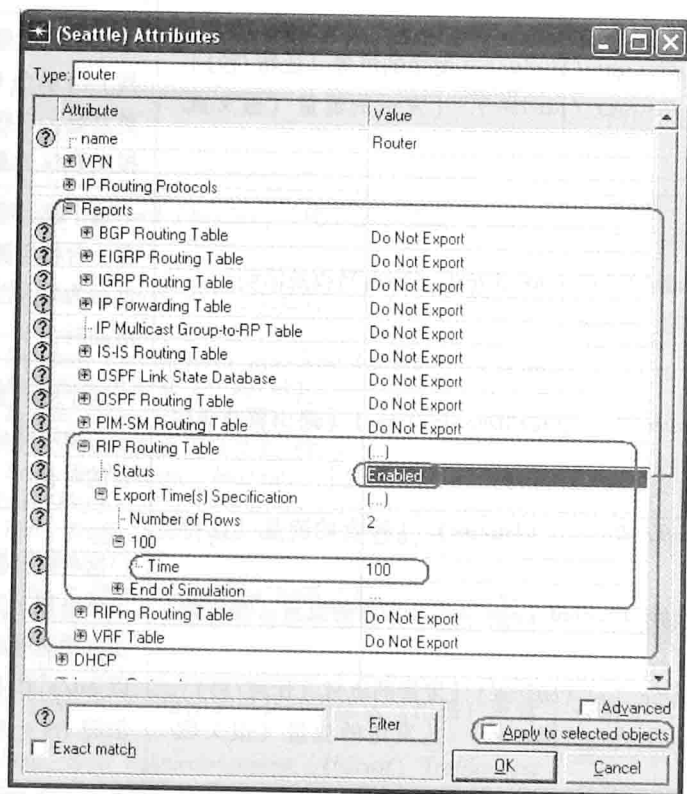 (Seattle) Attributes
Type: router
Attribute Value
name Router
VPN
IP Routing Protocols
Reports
BGP Routing Table Do Not Export
EIGRP Routing Table Do Not Export
IGRP Routing Table Do Not Export
IP Forwarding Table Do Not Export
IP Multicast Group-to-RP Table Do Not Export
IS-IS Routing Table Do Not Export
OSPF Link State Database Do Not Export
OSPF Routing Table Do Not Export
PIM-SM Routing Table Do Not Export
RIP Routing Table (...)
Status Enabled
Export Time(s) Specification (...)
Number of Rows 2
100
Time 100
End of Simulation ...
RIPng Routing Table Do Not Export
VRF Table Do Not Export
DHCP
Filter
Advanced
Exact match
Apply to selected objects
OK Cancel